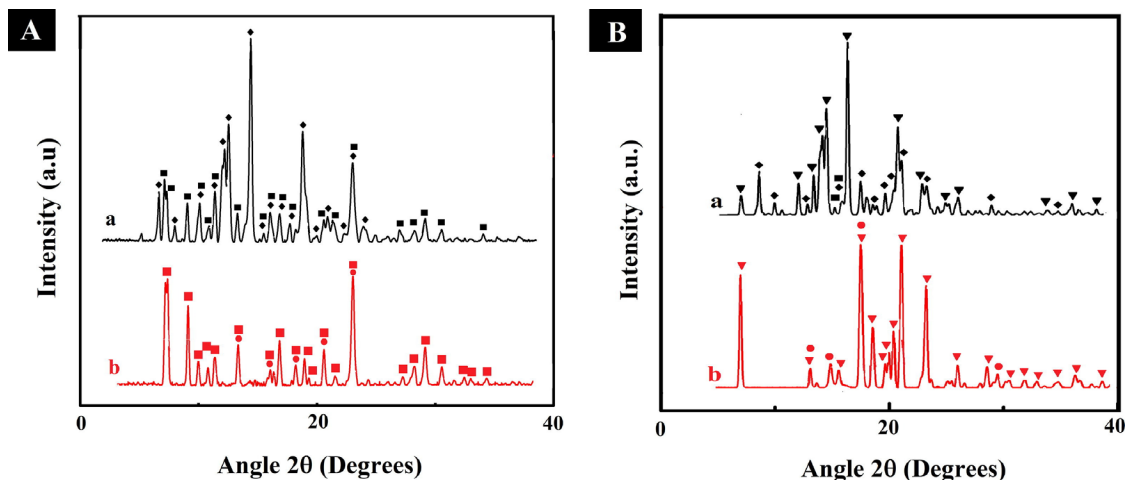 A
Intensity (a.u)
a
b
0
20
40
Angle 2θ (Degrees)
B
Intensity (a.u.)
a
b
0
20
40
Angle 2θ (Degrees)